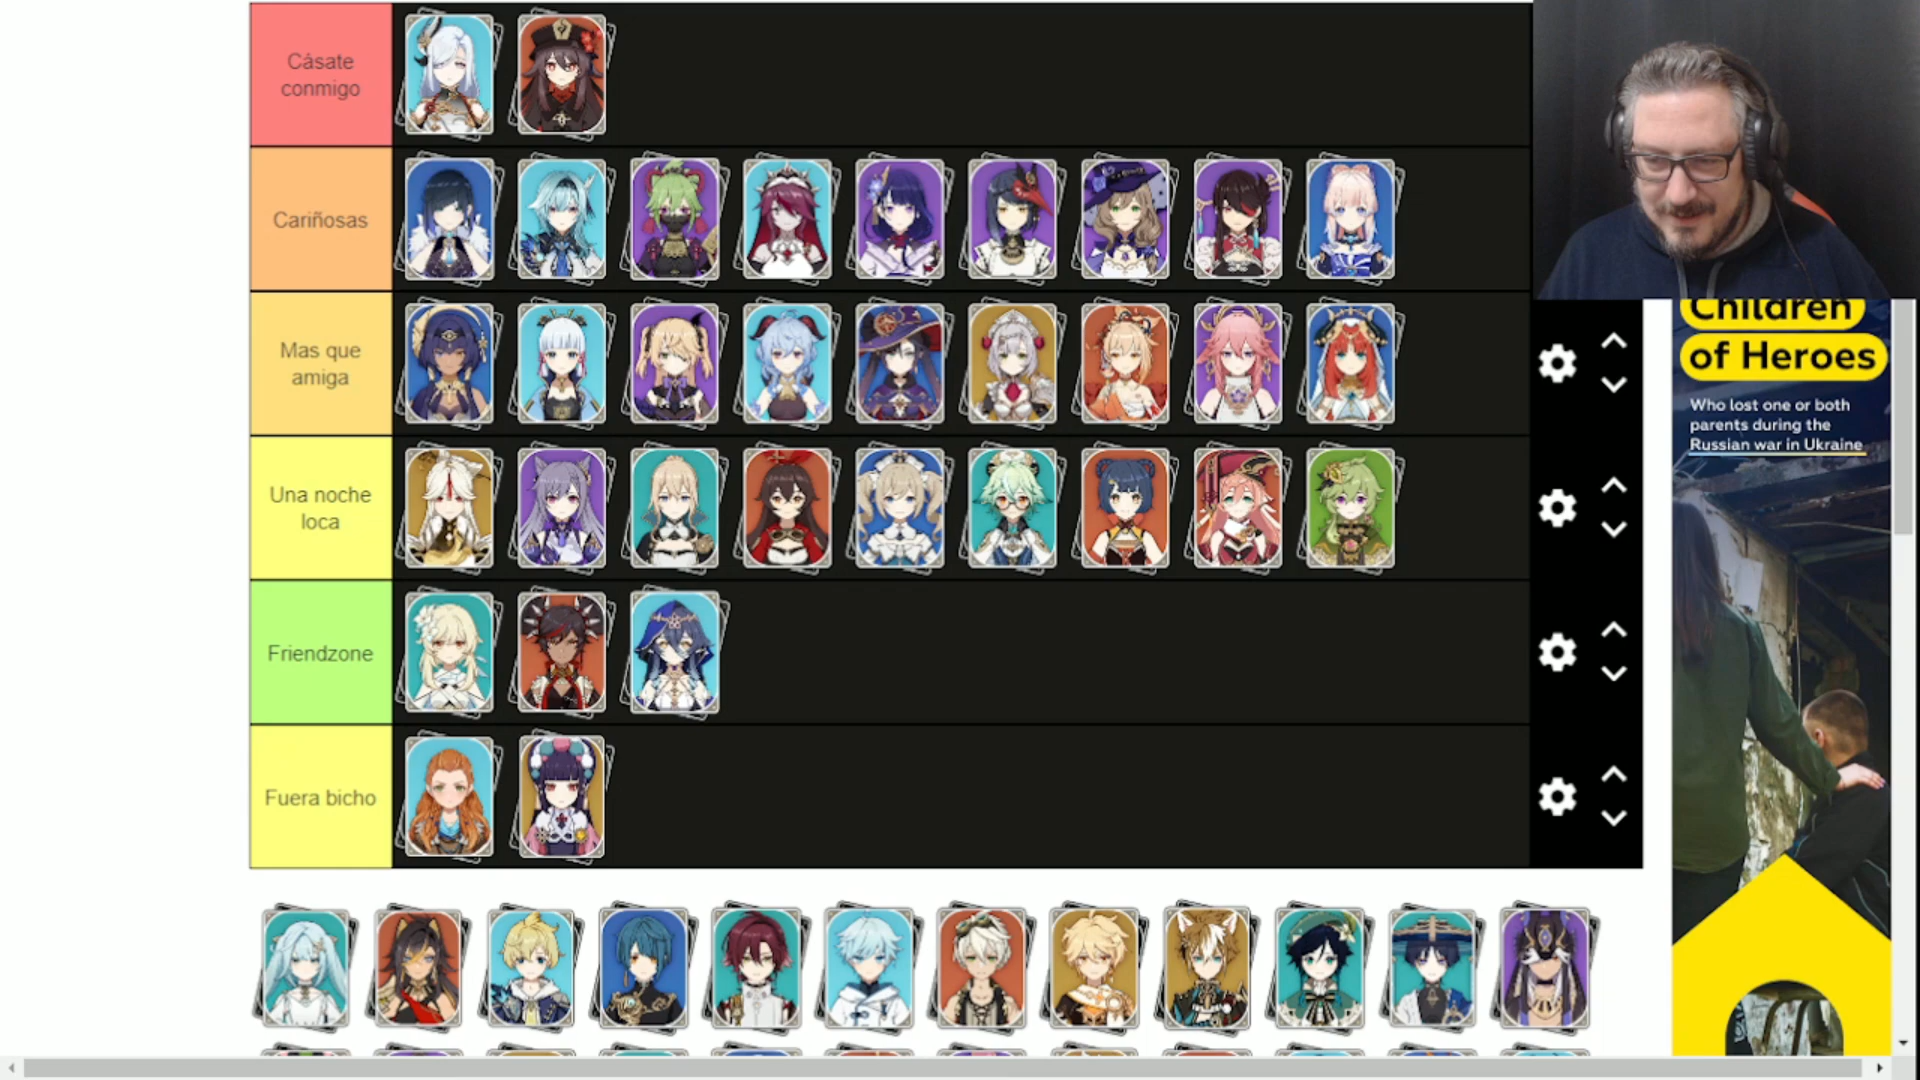 Cásate
conmigo
Cariñosas
Mas que
amiga
Una noche
loca
Friendzone
Fuera bicho
Children
of Heroes
Who lost one or both
parents during the
Russian war in Ukraine